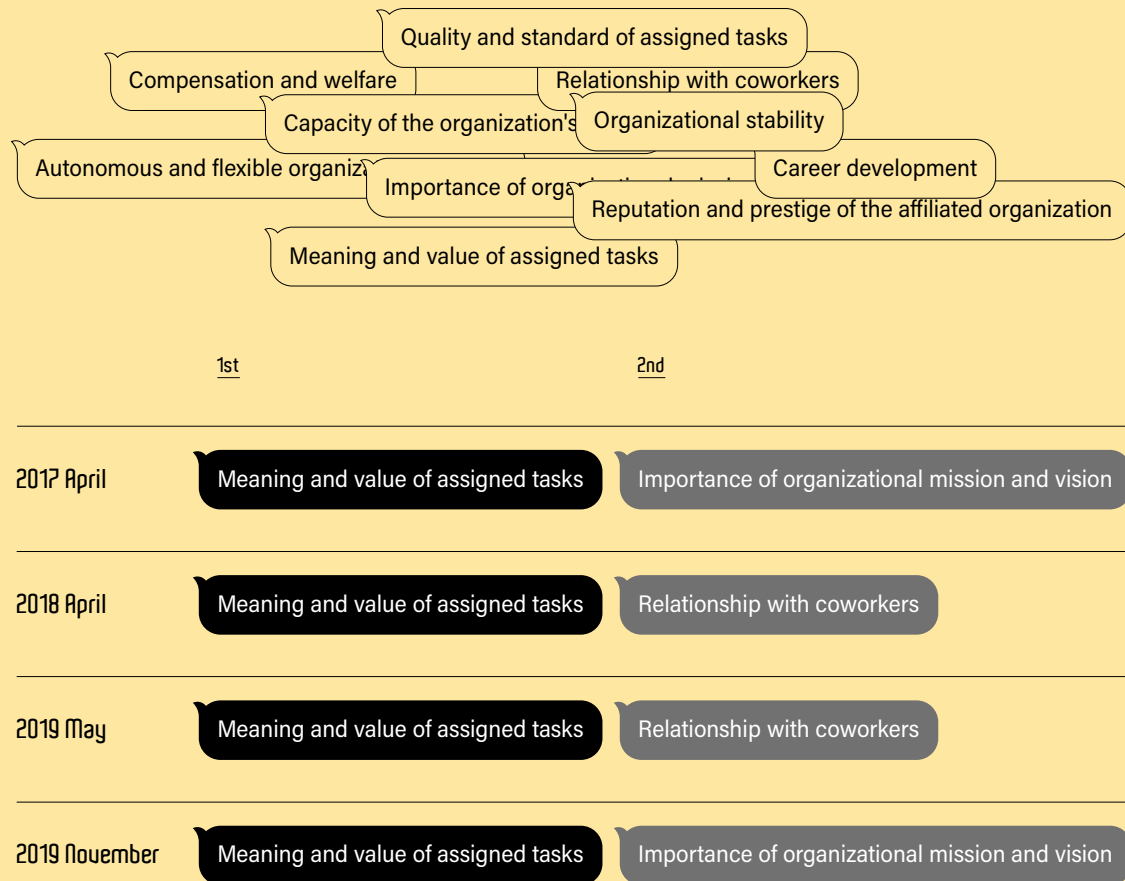 Quality and standard of assigned tasks
Compensation and welfare
Relationship with coworkers
Capacity of the organization's
Organizational stability
Autonomous and flexible
Career development
Importance of
Reputation and prestige of the affiliated organization
Meaning and value of assigned tasks
1st
2nd
2017 April
Meaning and value of assigned tasks
Importance of organizational mission and vision
2018 April
Meaning and value of assigned tasks
Relationship with coworkers
2019 May
Meaning and value of assigned tasks
Relationship with coworkers
2019 November
Meaning and value of assigned tasks
Importance of organizational mission and vision